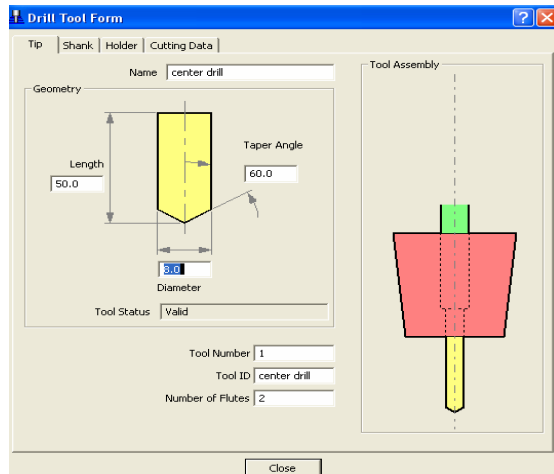 Drill Tool Form
Tip Shank Holder Cutting Data
Name center drill
Geometry
Length
50.0
Taper Angle
60.0
8.0
Diameter
Tool Status Valid
Tool Number 1
Tool ID center drill
Number of Flutes 2
Tool Assembly
Close